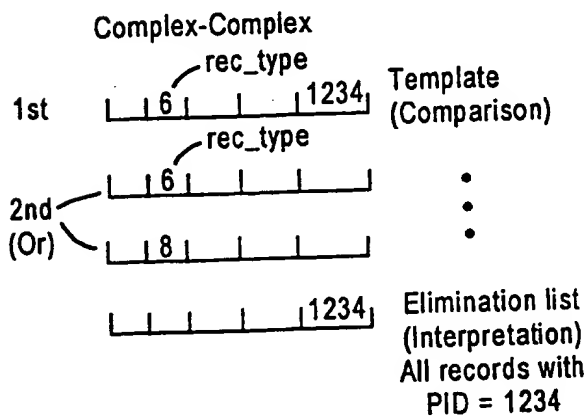 Complex-Complex
rec_type
1st 6 1234 Template
(Comparison)
rec_type
6
2nd
(Or)
8
1234 Elimination list
(Interpretation)
All records with
PID = 1234